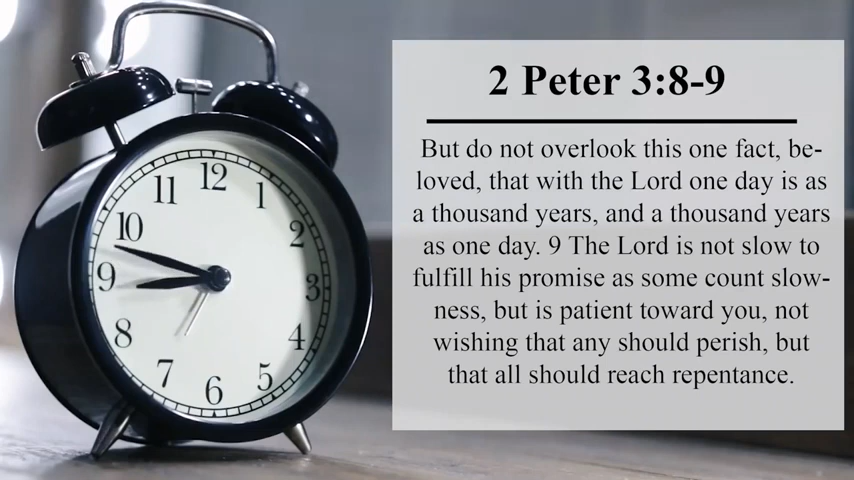 12
1
2
3
4
5
6
7
8
9
10
11
2 Peter 3:8-9
But do not overlook this one fact, be-
loved, that with the Lord one day is as
a thousand years, and a thousand years
as one day. 9 The Lord is not slow to
fulfill his promise as some count slow-
ness, but is patient toward you, not
wishing that any should perish, but
that all should reach repentance.